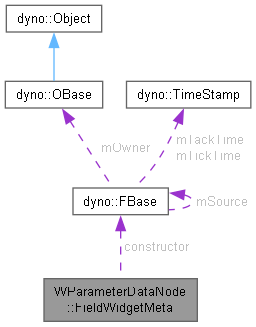 dyno::Object
dyno::OBase
dyno::TimeStamp
mOwner
mTackTime
mTickTime
dyno::FBase
mSource
constructor
WParameterDataNode
::FieldWidgetMeta